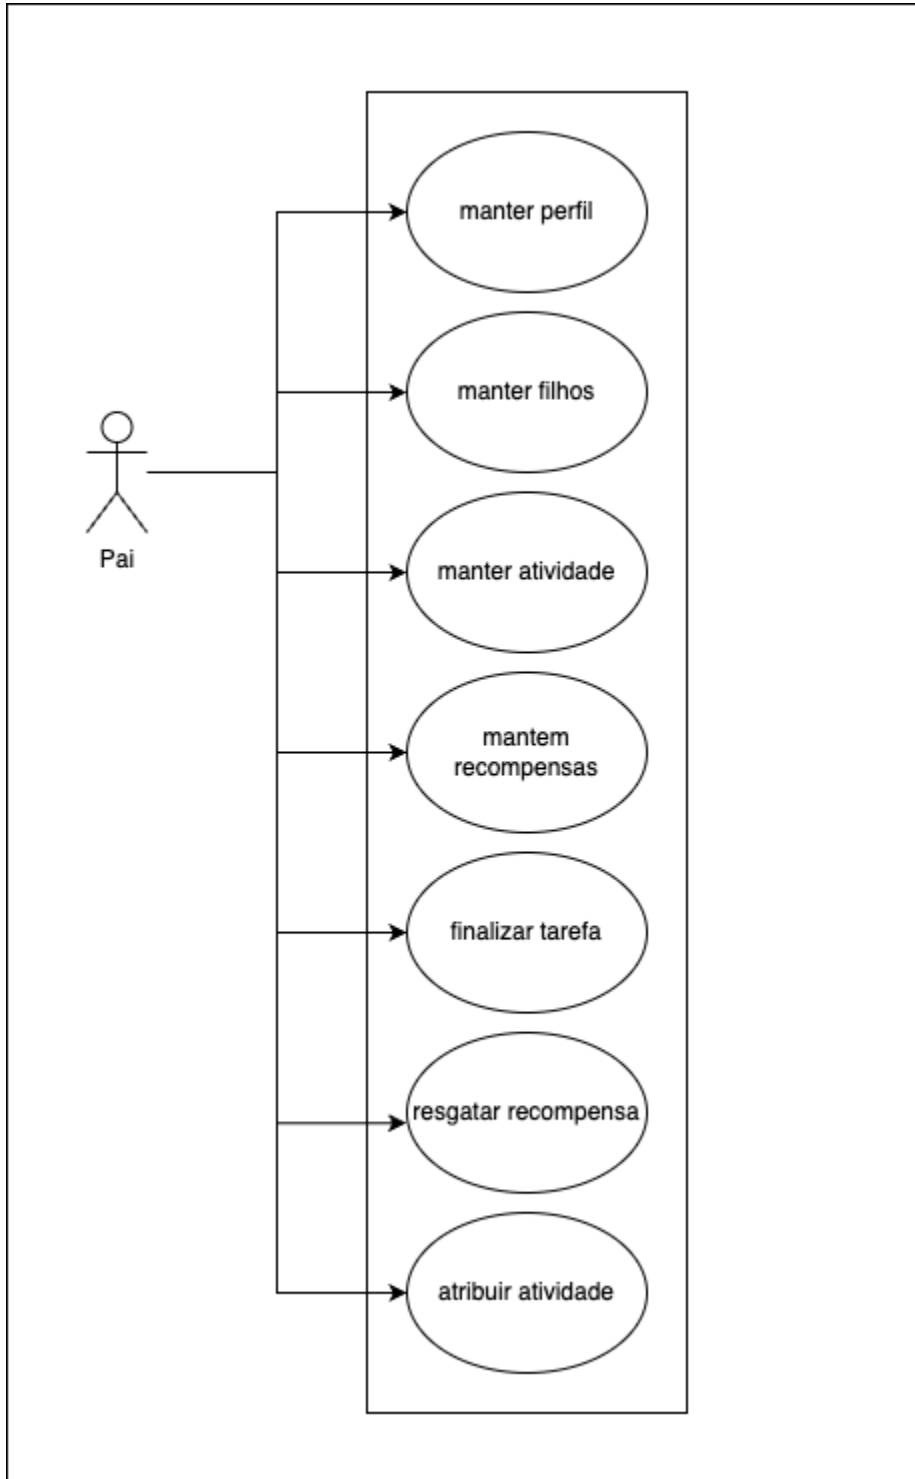 manter perfil
manter filhos
Pai
manter atividade
mantem
recompensas
finalizar tarefa
resgatar recompensa
atribuir atividade